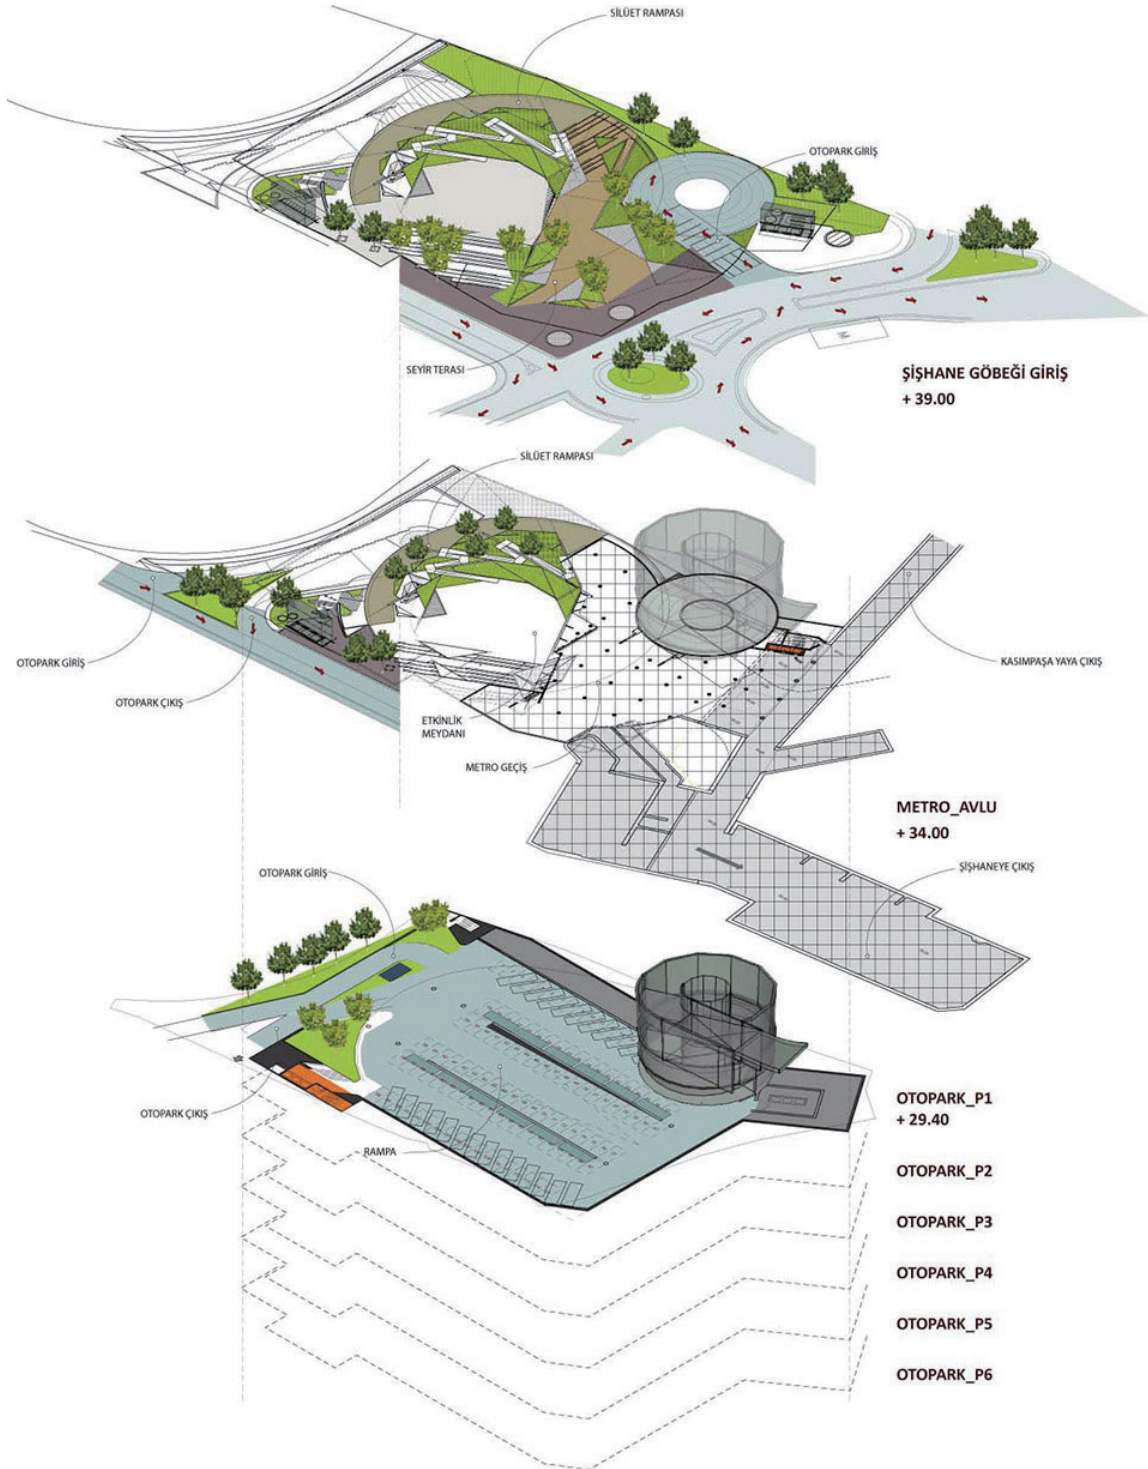 SİLÜET RAMPASI
OTOPARK GİRİŞ
SEYİR TERASI
ŞİŞHANE GÖBEĞİ GİRİŞ
+ 39.00
SİLÜET RAMPASI
OTOPARK GİRİŞ
OTOPARK ÇIKIŞ
KASIMPAŞA YAYA ÇIKIŞ
ETKİNLİK
MEYDANI
METRO GEÇİŞ
METRO_AVLU
+ 34.00
ŞİŞHANEYE ÇIKIŞ
OTOPARK GİRİŞ
OTOPARK ÇIKIŞ
RAMPA
OTOPARK_P1
+ 29.40
OTOPARK_P2
OTOPARK_P3
OTOPARK_P4
OTOPARK_P5
OTOPARK_P6